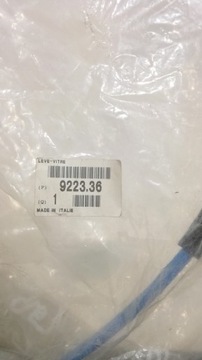 LEVE-VITRE
(P) 9223.36
(Q) 1
MADE IN ITALIE